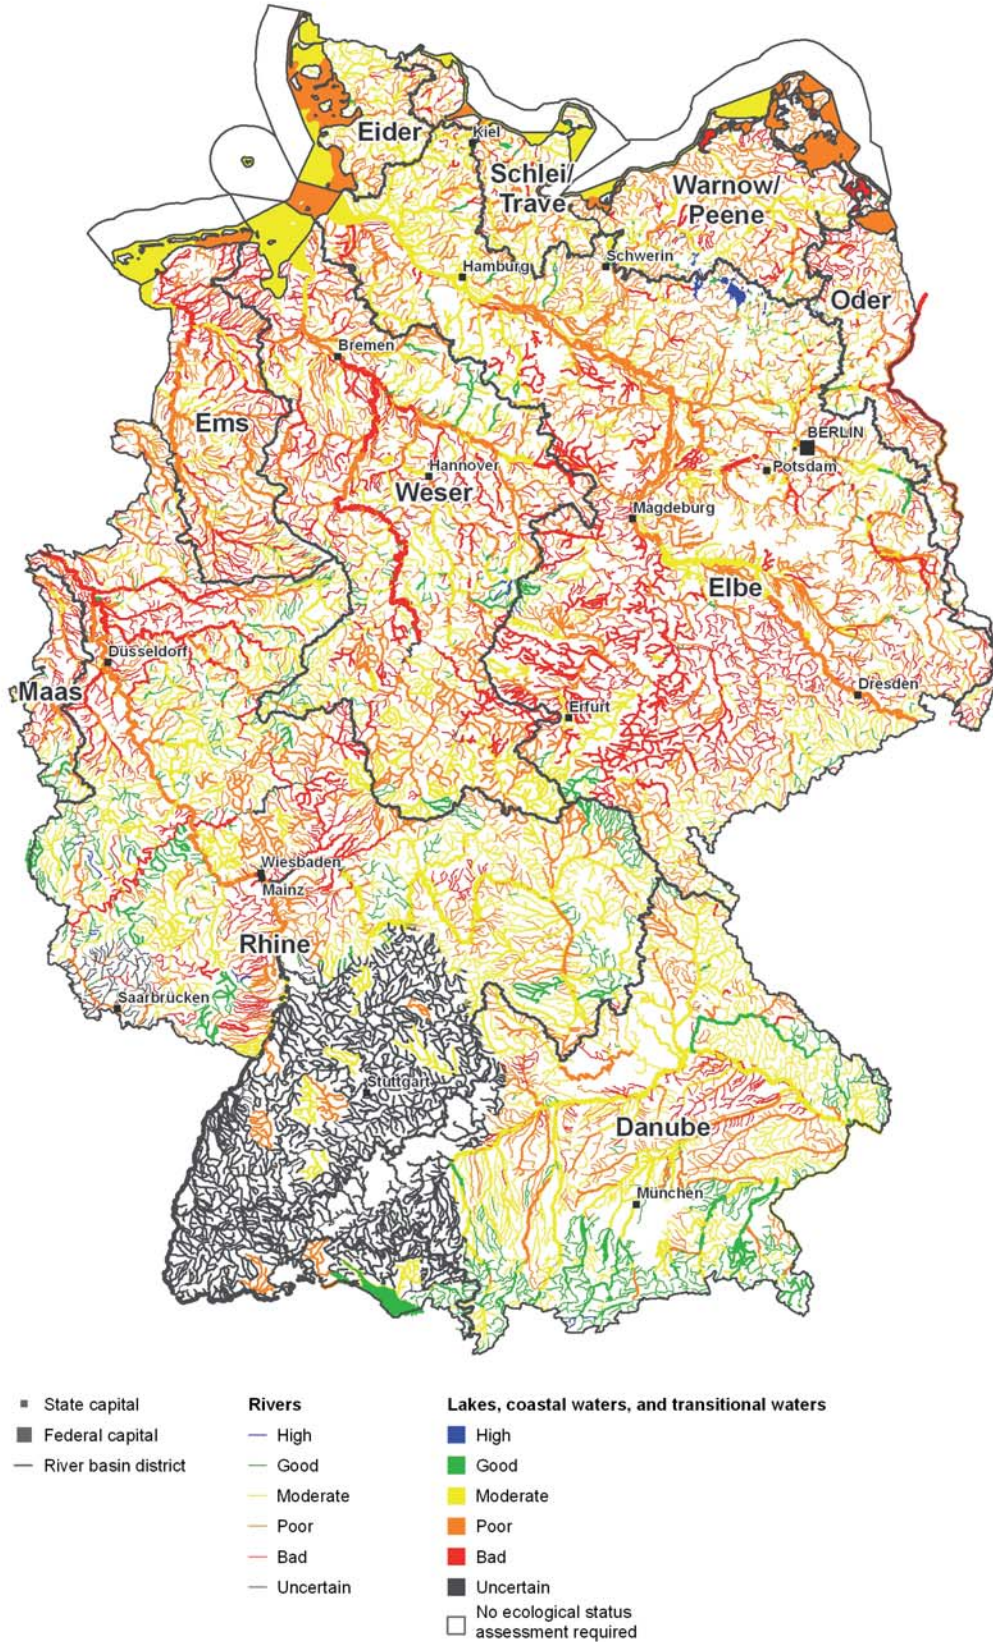 Eider
Kiel
Schlei/
Trave
Warnow/
Peene
Hamburg
Schwerin
Oder
Bremen
Ems
BERLIN
Hannover
Potsdam
Weser
Magdeburg
Elbe
Düsseldorf
Maas
Dresden
Erfurt
Wiesbaden
Mainz
Rhine
Saarbrücken
Stuttgart
Danube
München
State capital
Federal capital
River basin district
Rivers
High
Good
Moderate
Poor
Bad
Uncertain
Lakes, coastal waters, and transitional waters
High
Good
Moderate
Poor
Bad
Uncertain
No ecological status
assessment required